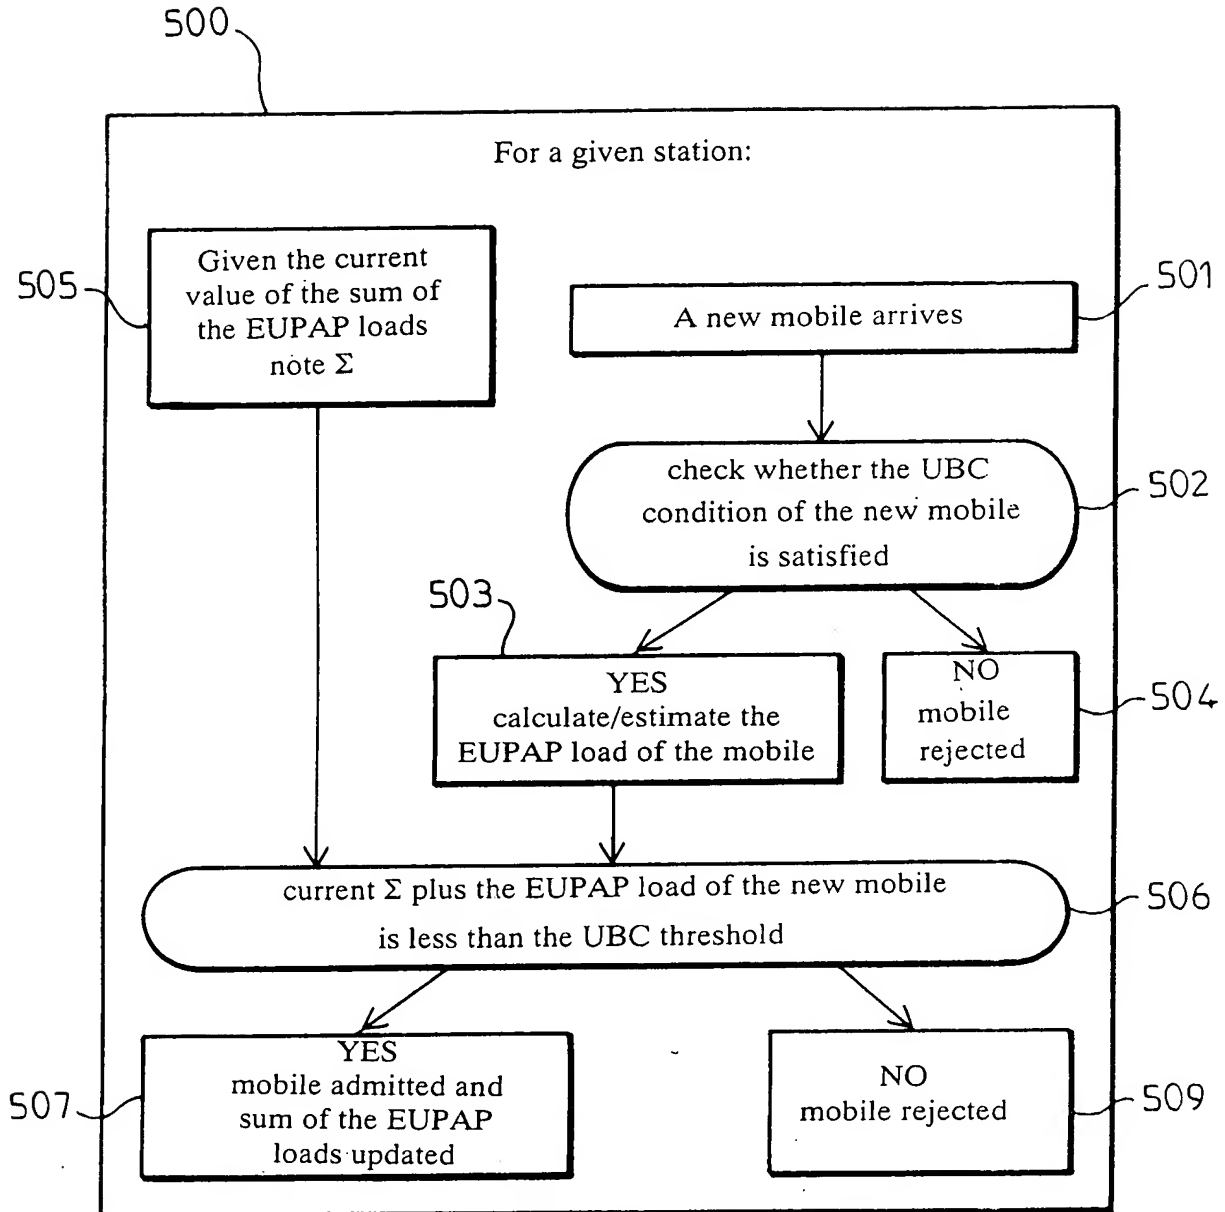 500
For a given station:
505
Given the current
value of the sum of
the EUPAP loads
note Σ
501
A new mobile arrives
502
check whether the UBC
condition of the new mobile
is satisfied
503
YES
calculate/estimate the
EUPAP load of the mobile
504
NO
mobile
rejected
506
current Σ plus the EUPAP load of the new mobile
is less than the UBC threshold
507
YES
mobile admitted and
sum of the EUPAP
loads updated
509
NO
mobile rejected